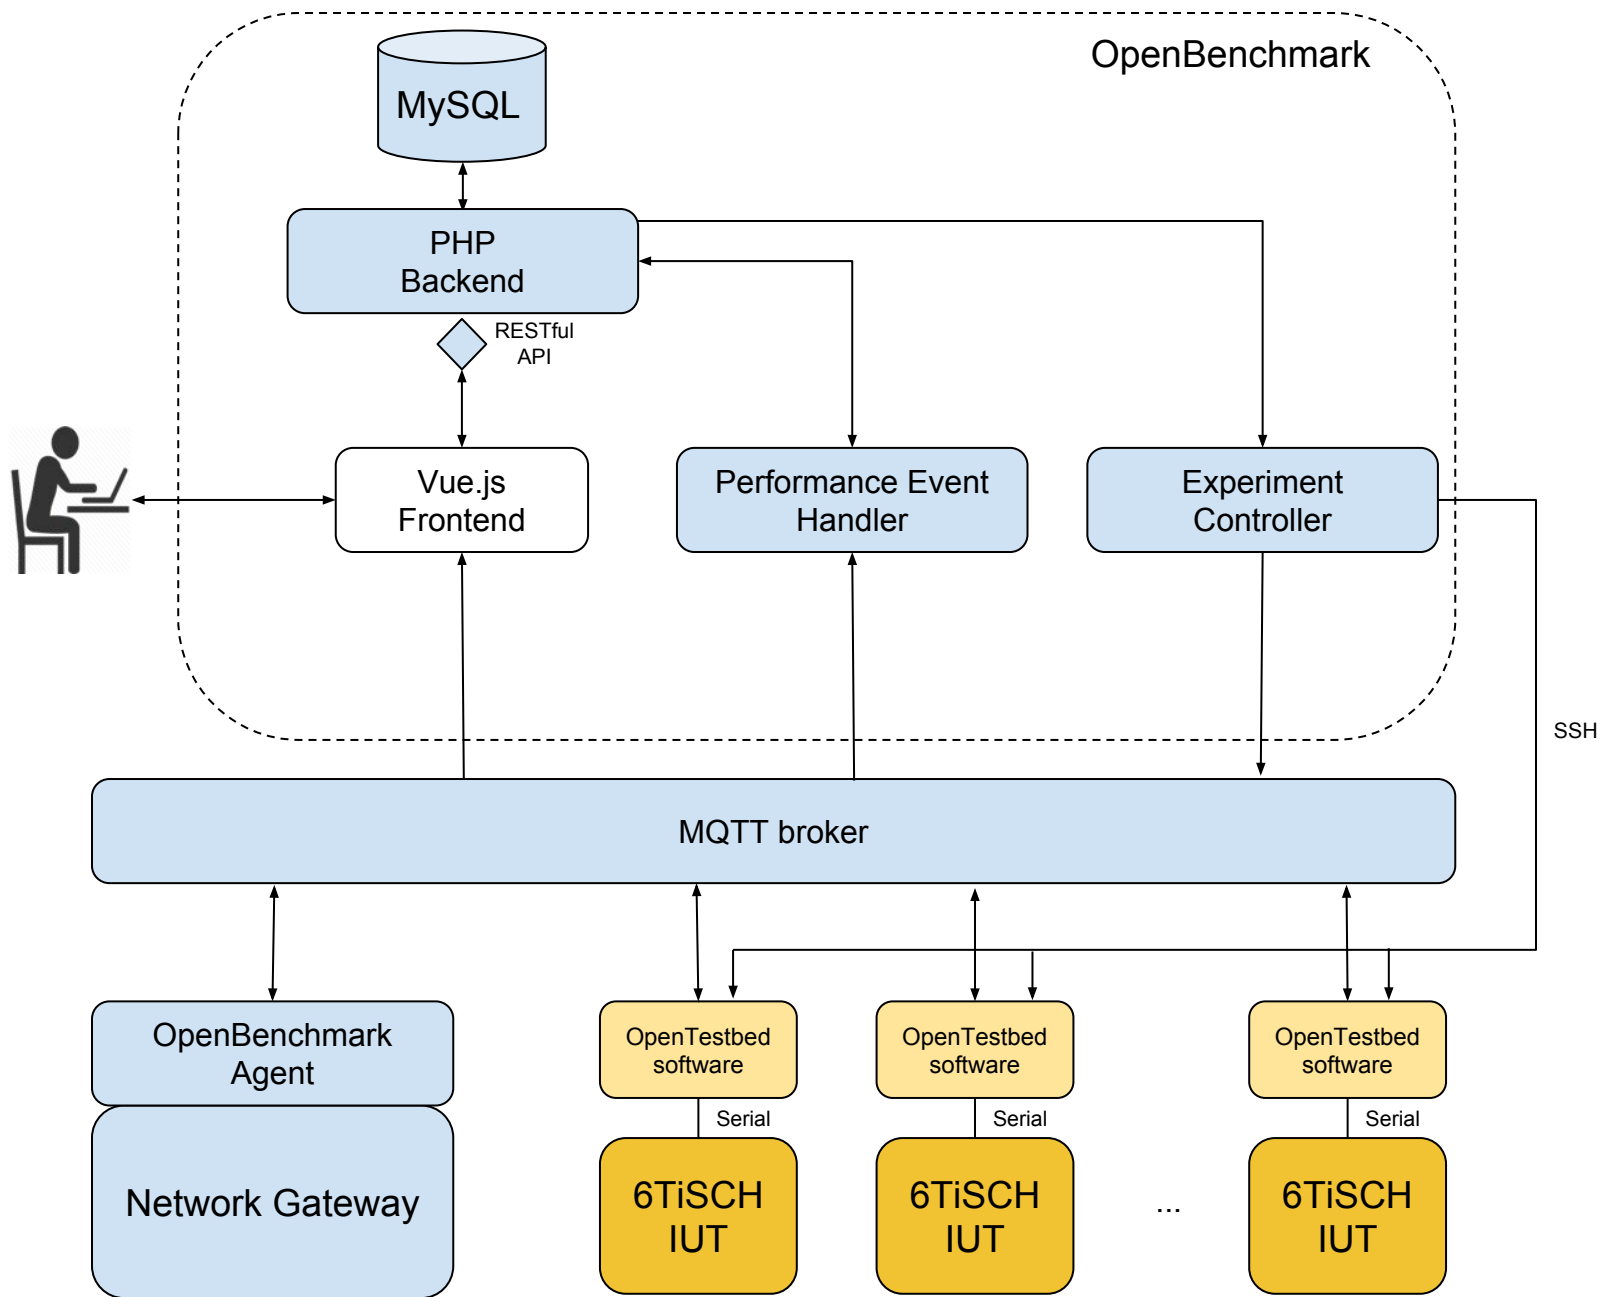 OpenBenchmark
MySQL
PHP
Backend
RESTful
API
Vue.js
Frontend
Performance Event
Handler
Experiment
Controller
SSH
MQTT broker
OpenBenchmark
Agent
Network Gateway
OpenTestbed
software
Serial
6TiSCH
IUT
OpenTestbed
software
Serial
6TiSCH
IUT
...
OpenTestbed
software
Serial
6TiSCH
IUT